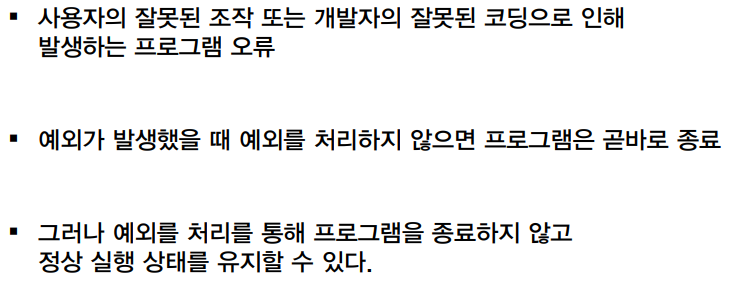 ▪ 사용자의 잘못된 조작 또는 개발자의 잘못된 코딩으로 인해
발생하는 프로그램 오류
▪ 예외가 발생했을 때 예외를 처리하지 않으면 프로그램은 곧바로 종료
▪ 그러나 예외를 처리를 통해 프로그램을 종료하지 않고
정상 실행 상태를 유지할 수 있다.